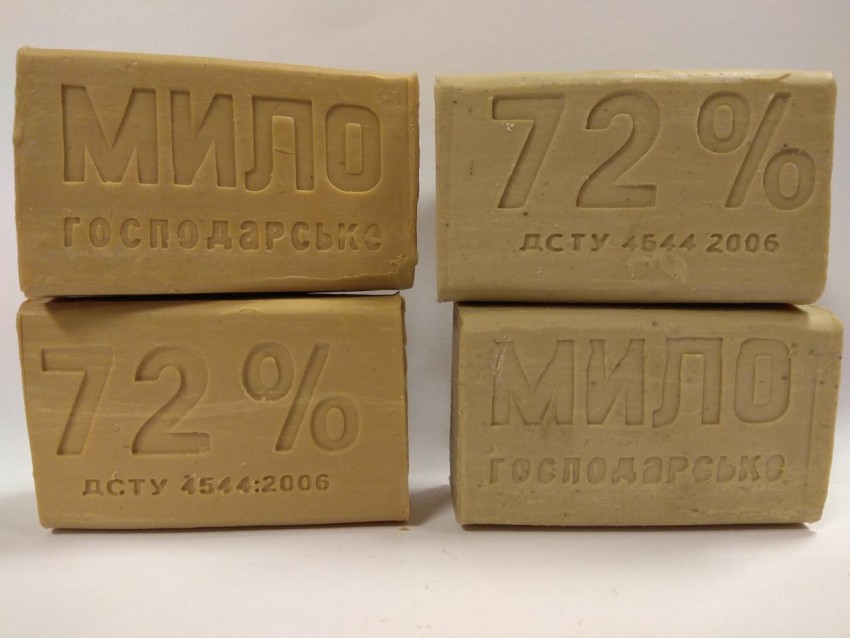 МИЛО
господарське
72 %
ДСТУ 4544 2006
72 %
ДСТУ 4544:2006
МИЛО
господарське